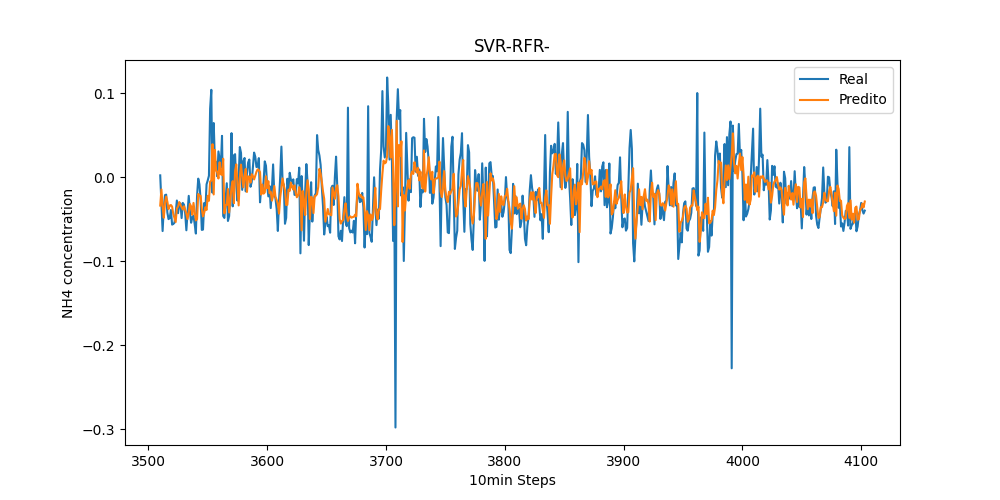 SVR-RFR-
Real
Predito
0.1
0.0
−0.1
−0.2
−0.3
NH4 concentration
3500 3600 3700 3800 3900 4000 4100
10min Steps